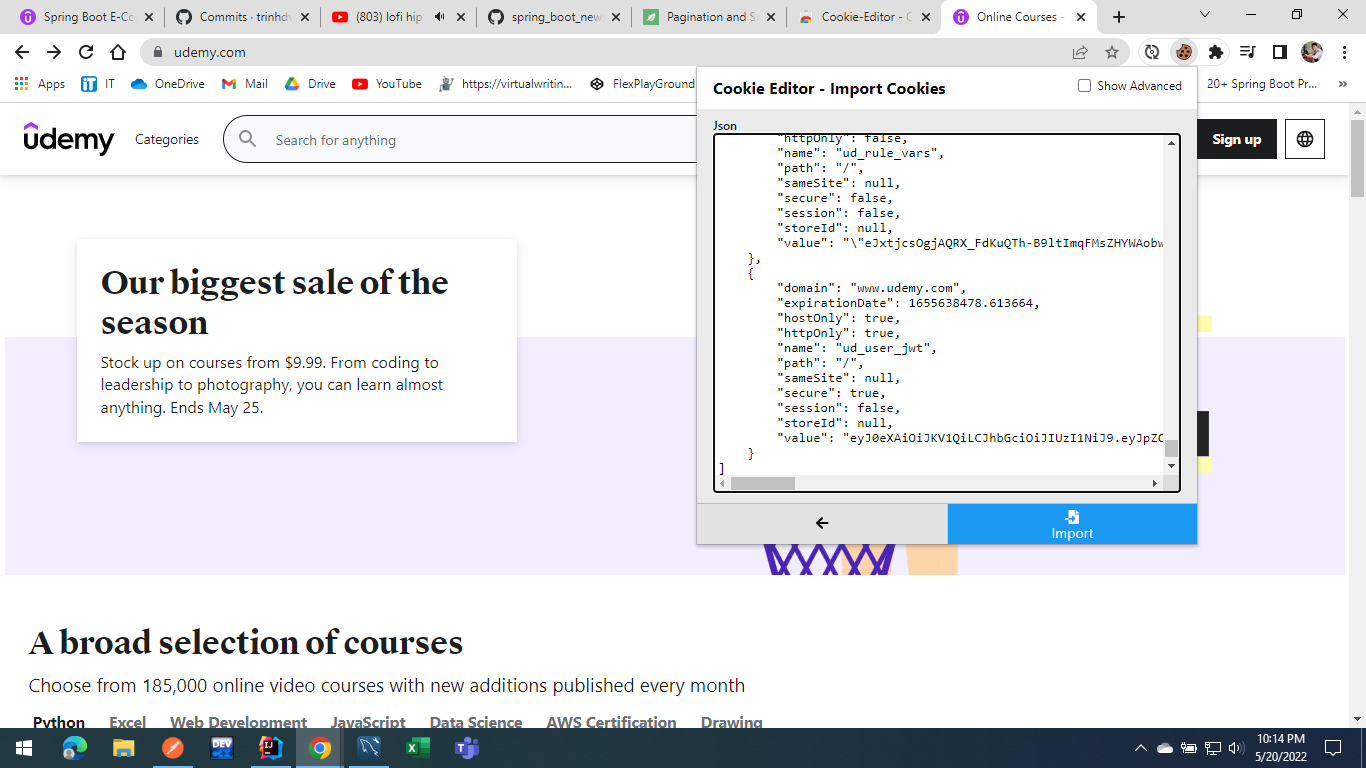 Spring Boot E-Co
Commits · trinhdv
(803) lofi hip
spring_boot_new
Pagination and S
Cookie-Editor - C
Online Courses -
udemy.com
Apps
IT
OneDrive
Mail
Drive
YouTube
https://virtualwritin...
FlexPlayGround
20+ Spring Boot Pr...
»
Cookie Editor - Import Cookies
Show Advanced
Json
udemy
Categories
Search for anything
Sign up
"httpOnly": false,
"name": "ud_rule_vars",
"path": "/",
"sameSite": null,
"secure": false,
"session": false,
"storeId": null,
"value": "\"eJxtjcsOgjAQRX_FdKuQTh-B9ltImqFMsZHYWAobw
},
{
"domain": "www.udemy.com",
"expirationDate": 1655638478.613664,
"hostOnly": true,
"httpOnly": true,
"name": "ud_user_jwt",
"path": "/",
"sameSite": null,
"secure": true,
"session": false,
"storeId": null,
"value": "eyJ0eXAiOiJKV1QiLCJhbGciOiJIUzI1NiJ9.eyJpZC
}
]
Import
Our biggest sale of the
season
Stock up on courses from $9.99. From coding to
leadership to photography, you can learn almost
anything. Ends May 25.
A broad selection of courses
Choose from 185,000 online video courses with new additions published every month
Python
Excel
Web Development
JavaScript
Data Science
AWS Certification
Drawing
DEV
10:14 PM
5/20/2022